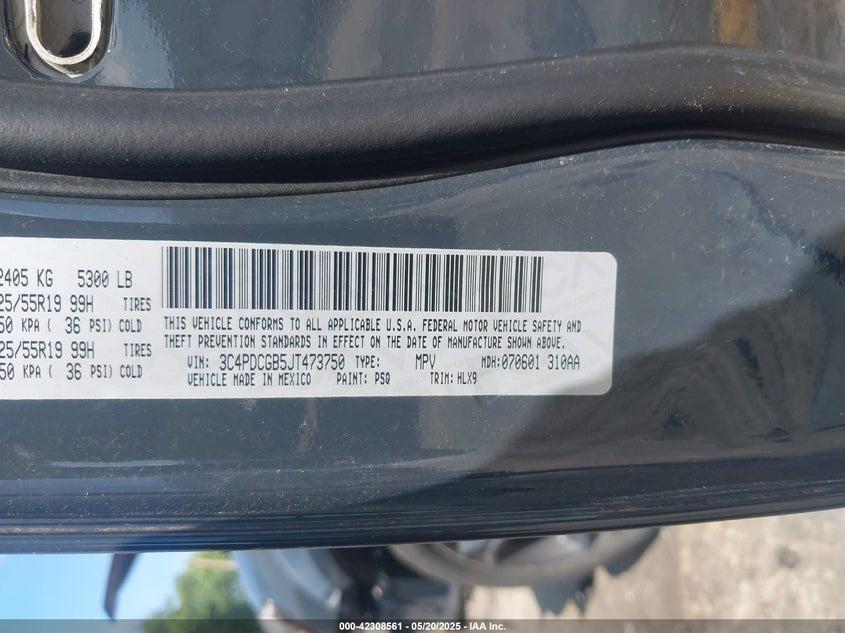 2405 KG 5300 LB
25/55R19 99H TIRES
50 KPA ( 36 PSI) COLD
25/55R19 99H TIRES
50 KPA ( 36 PSI) COLD
THIS VEHICLE CONFORMS TO ALL APPLICABLE U.S.A. FEDERAL MOTOR VEHICLE SAFETY AND
THEFT PREVENTION STANDARDS IN EFFECT ON THE DATE OF MANUFACTURE SHOWN ABOVE.
VIN: 3C4PDCGB5JT473750 TYPE: MPV MDH:070601 310AA
VEHICLE MADE IN MEXICO PAINT: PSQ TRIM: HLX9
000-42308561 — 05/20/2025 — IAA Inc.